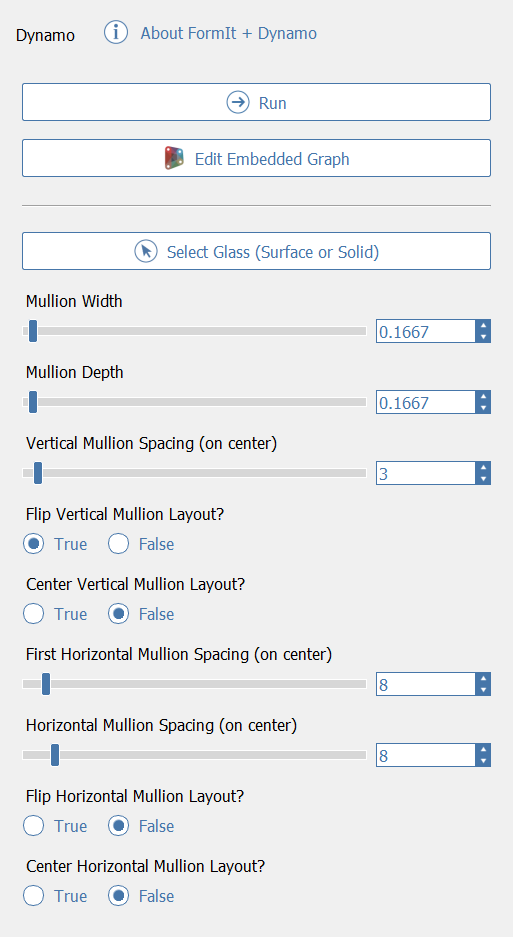 Dynamo About FormIt + Dynamo
Run
Edit Embedded Graph
Select Glass (Surface or Solid)
Mullion Width
0.1667
Mullion Depth
0.1667
Vertical Mullion Spacing (on center)
3
Flip Vertical Mullion Layout?
True False
Center Vertical Mullion Layout?
True False
First Horizontal Mullion Spacing (on center)
8
Horizontal Mullion Spacing (on center)
8
Flip Horizontal Mullion Layout?
True False
Center Horizontal Mullion Layout?
True False